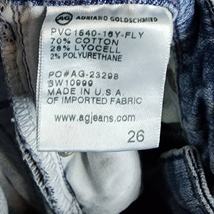 AG ADRIANO GOLDSCHMIED
PVC1640-16Y-FLY
70% COTTON
28% LYOCELL
2% POLYURETHANE
PO#AG-23298
SW10999
MADE IN U.S.A
OF IMPORTED FABRIC
www.agjeans.com
26